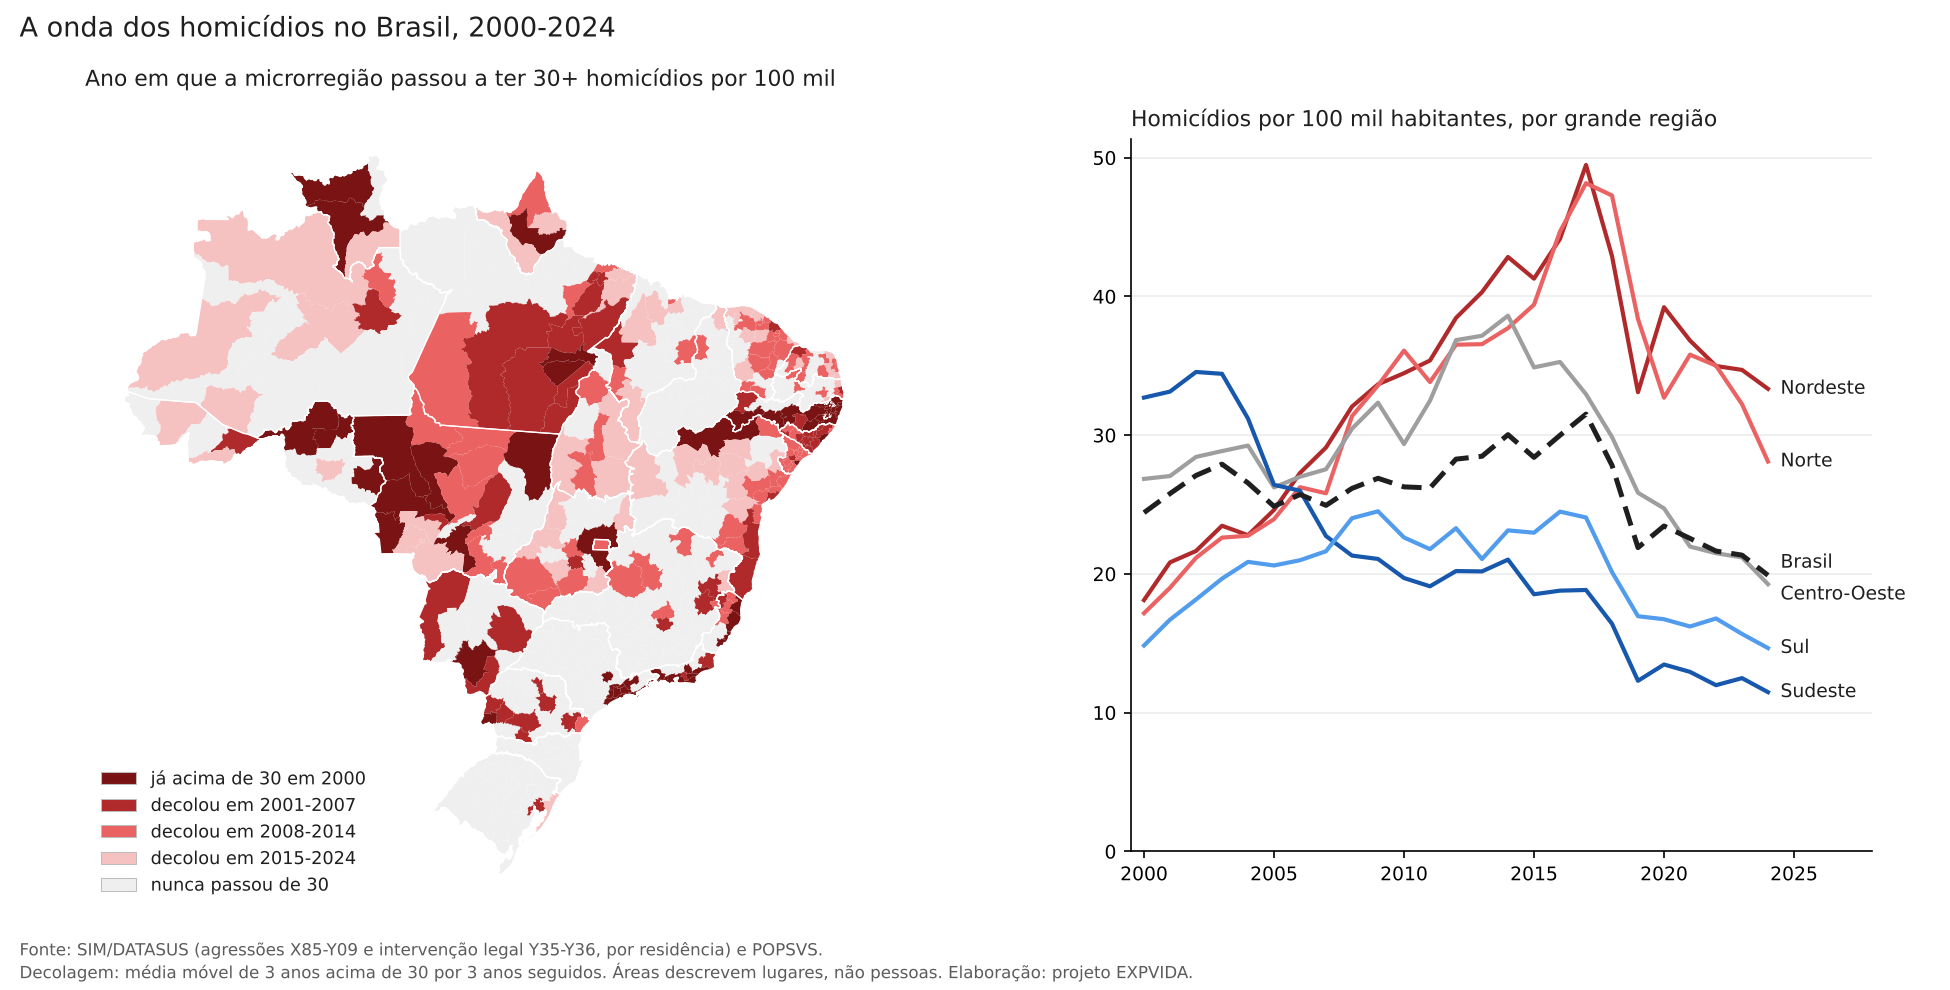 A onda dos homicídios no Brasil, 2000-2024
Ano em que a microrregião passou a ter 30+ homicídios por 100 mil
já acima de 30 em 2000
decolou em 2001-2007
decolou em 2008-2014
decolou em 2015-2024
nunca passou de 30
Homicídios por 100 mil habitantes, por grande região
50
40
30
20
10
0
2000 2005 2010 2015 2020 2025
Nordeste
Norte
Brasil
Centro-Oeste
Sul
Sudeste
Fonte: SIM/DATASUS (agressões X85-Y09 e intervenção legal Y35-Y36, por residência) e POPSVS.
Decolagem: média móvel de 3 anos acima de 30 por 3 anos seguidos. Áreas descrevem lugares, não pessoas. Elaboração: projeto EXPVIDA.